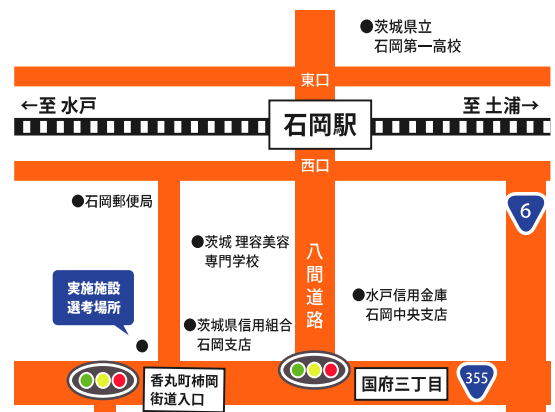 ●茨城県立
石岡第一高校
東口
←至 水戸
石岡駅
至 土浦→
西口
●石岡郵便局
6
●茨城 理容美容
専門学校
八間道路
実施施設
選考場所
●水戸信用金庫
石岡中央支店
●茨城県信用組合
石岡支店
香丸町柿岡
街道入口
国府三丁目
355